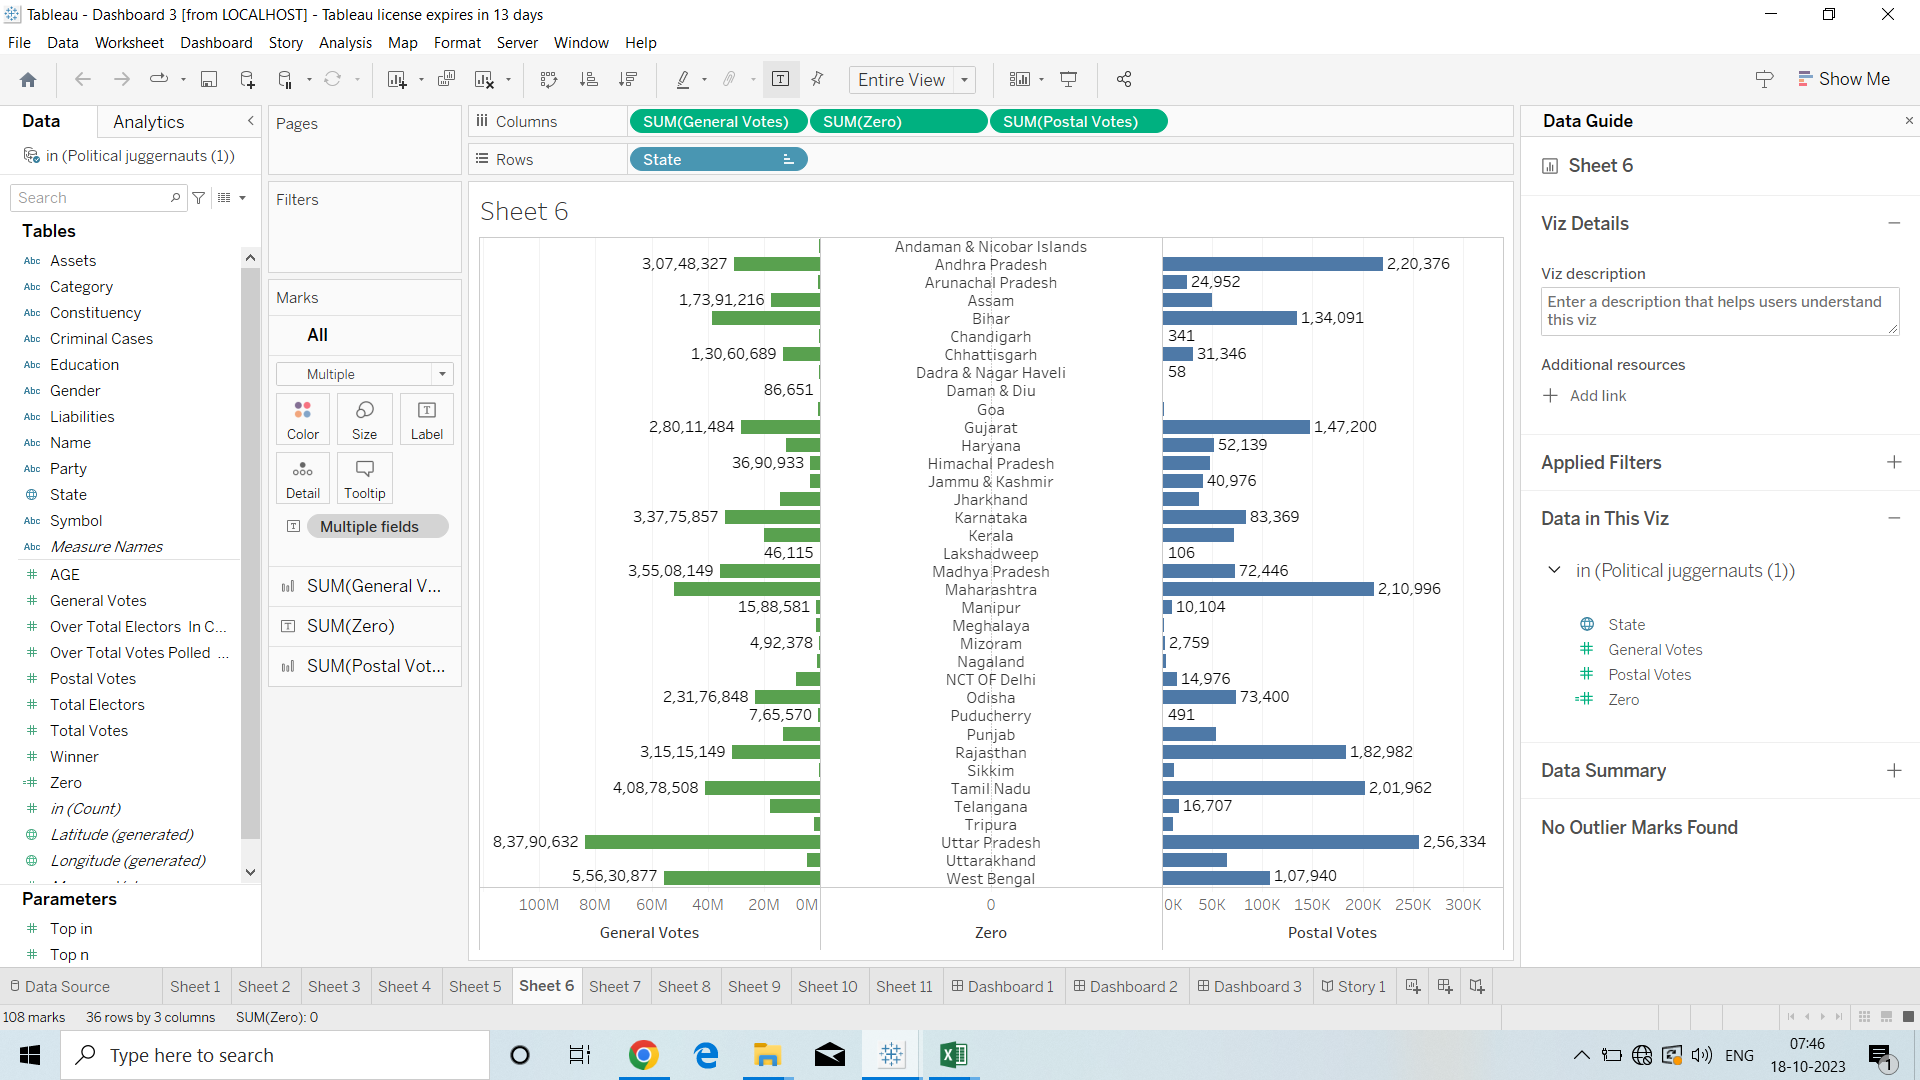 Tableau - Dashboard 3 [from LOCALHOST] - Tableau license expires in 13 days
File Data Worksheet Dashboard Story Analysis Map Format Server Window Help
Entire View
Show Me
Data Analytics
in (Political juggernauts (1))
Search
Tables
Abc Assets
Abc Category
Abc Constituency
Abc Criminal Cases
Abc Education
Abc Gender
Abc Liabilities
Abc Name
Abc Party
State
Abc Symbol
Abc Measure Names
# AGE
# General Votes
# Over Total Electors In C...
# Over Total Votes Polled ...
# Postal Votes
# Total Electors
# Total Votes
# Winner
=# Zero
# in (Count)
Latitude (generated)
Longitude (generated)
Parameters
# Top in
# Top n
Pages
Filters
Marks
All
Multiple
Color Size Label
Detail Tooltip
Multiple fields
SUM(General V...
SUM(Zero)
SUM(Postal Vot...
Columns SUM(General Votes) SUM(Zero) SUM(Postal Votes)
Rows State
Sheet 6
Andaman & Nicobar Islands
3,07,48,327 Andhra Pradesh 2,20,376
Arunachal Pradesh 24,952
1,73,91,216 Assam
Bihar 1,34,091
Chandigarh 341
1,30,60,689 Chhattisgarh 31,346
Dadra & Nagar Haveli 58
86,651 Daman & Diu
Goa
2,80,11,484 Gujarat 1,47,200
Haryana 52,139
36,90,933 Himachal Pradesh
Jammu & Kashmir 40,976
Jharkhand
3,37,75,857 Karnataka 83,369
Kerala
46,115 Lakshadweep 106
3,55,08,149 Madhya Pradesh 72,446
Maharashtra 2,10,996
15,88,581 Manipur 10,104
Meghalaya
4,92,378 Mizoram 2,759
Nagaland
NCT OF Delhi 14,976
2,31,76,848 Odisha 73,400
7,65,570 Puducherry 491
Punjab
3,15,15,149 Rajasthan 1,82,982
Sikkim
4,08,78,508 Tamil Nadu 2,01,962
Telangana 16,707
Tripura
8,37,90,632 Uttar Pradesh 2,56,334
Uttarakhand
5,56,30,877 West Bengal 1,07,940
100M 80M 60M 40M 20M 0M 0 0K 50K 100K 150K 200K 250K 300K
General Votes Zero Postal Votes
Data Guide
Sheet 6
Viz Details
Viz description
Enter a description that helps users understand
this viz
Additional resources
Add link
Applied Filters
Data in This Viz
in (Political juggernauts (1))
State
# General Votes
# Postal Votes
=# Zero
Data Summary
No Outlier Marks Found
Data Source Sheet 1 Sheet 2 Sheet 3 Sheet 4 Sheet 5 Sheet 6 Sheet 7 Sheet 8 Sheet 9 Sheet 10 Sheet 11 Dashboard 1 Dashboard 2 Dashboard 3 Story 1
108 marks 36 rows by 3 columns SUM(Zero): 0
Type here to search
ENG
07:46
18-10-2023
1